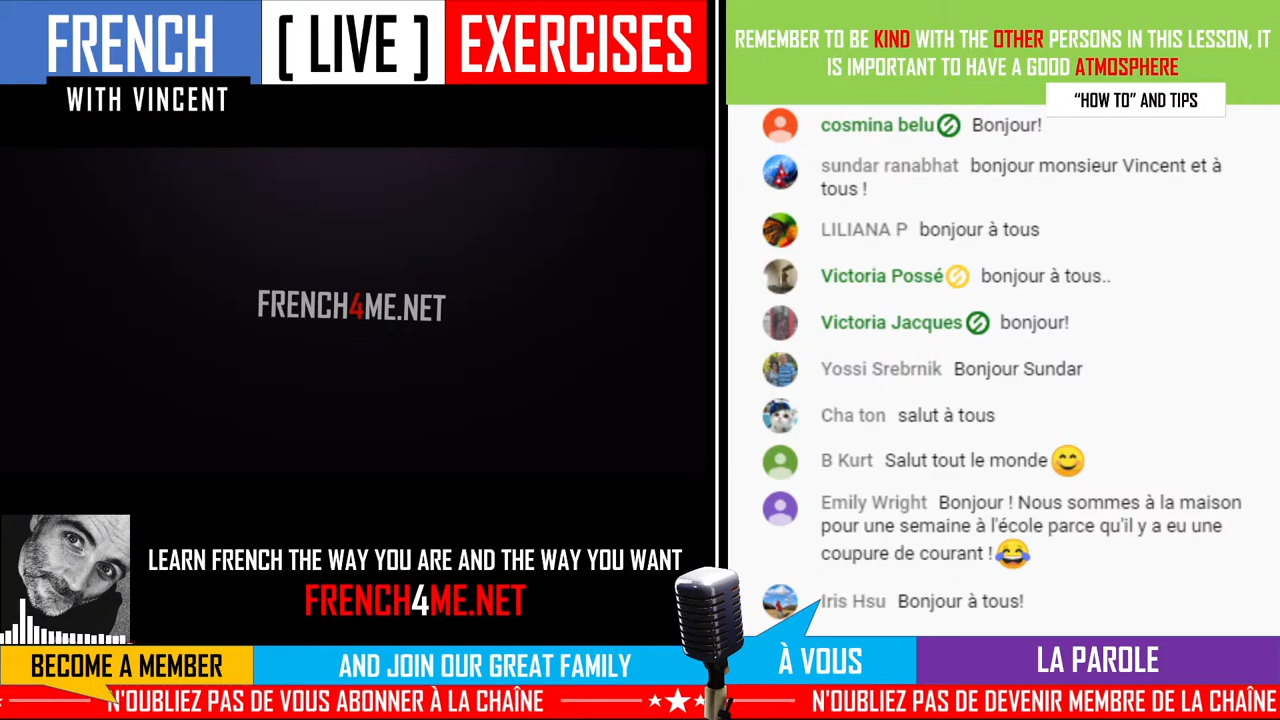 FRENCH
[ LIVE ]
EXERCISES
WITH VINCENT
FRENCH4ME.NET
LEARN FRENCH THE WAY YOU ARE AND THE WAY YOU WANT
FRENCH4ME.NET
BECOME A MEMBER
AND JOIN OUR GREAT FAMILY
REMEMBER TO BE KIND WITH THE OTHER PERSONS IN THIS LESSON, IT
IS IMPORTANT TO HAVE A GOOD ATMOSPHERE
“HOW TO” AND TIPS
cosmina belu Bonjour!
sundar ranabhat bonjour monsieur Vincent et à
tous !
LILIANA P bonjour à tous
Victoria Possé bonjour à tous..
Victoria Jacques bonjour!
Yossi Srebrnik Bonjour Sundar
Cha ton salut à tous
B Kurt Salut tout le monde 😊
Emily Wright Bonjour ! Nous sommes à la maison
pour une semaine à l'école parce qu'il y a eu une
coupure de courant ! 😂
Iris Hsu Bonjour à tous!
À VOUS
LA PAROLE
N'OUBLIEZ PAS DE VOUS ABONNER À LA CHAÎNE
N'OUBLIEZ PAS DE DEVENIR MEMBRE DE LA CHAÎNE